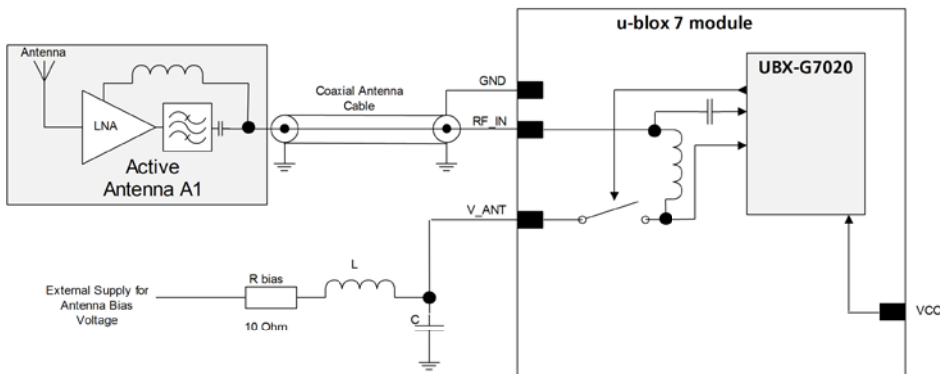 u-blox 7 module
Antenna
UBX-G7020
LNA
Coaxial Antenna
Cable
GND
RF_IN
Active
Antenna A1
V_ANT
L
R bias
External Supply for
Antenna Bias
Voltage
10 Ohm
C
VCC